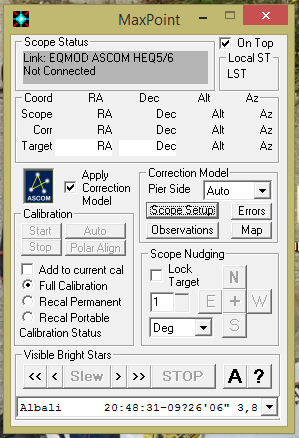 MaxPoint
Scope Status
On Top
Link: EQMOD ASCOM HEQ5/6
Not Connected
Local ST
LST
Coord RA Dec Alt Az
Scope RA Dec Alt Az
Corr RA Dec Alt Az
Target RA Dec Alt Az
ASCOM
Apply
Correction
Model
Correction Model
Pier Side Auto
Scope Setup Errors
Observations Map
Calibration
Start Auto
Stop Polar Align
Add to current cal
Full Calibration
Recal Permanent
Recal Portable
Calibration Status
Scope Nudging
Lock
Target
N
1 E + W
Deg S
Visible Bright Stars
<< < Slew > >> STOP A ?
Albali 20:48:31-09?26'06" 3,8